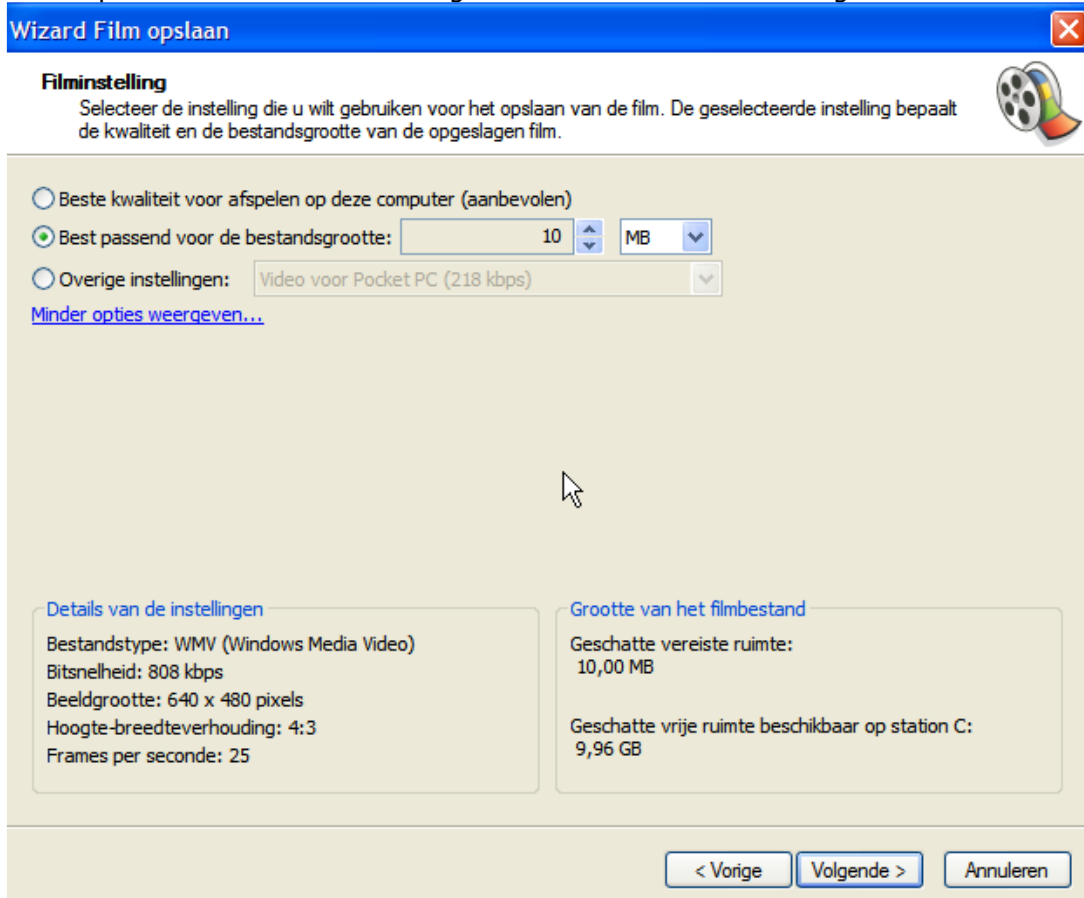 Wizard Film opslaan
Filminstelling
Selecteer de instelling die u wilt gebruiken voor het opslaan van de film. De geselecteerde instelling bepaalt
de kwaliteit en de bestandsgrootte van de opgeslagen film.
Beste kwaliteit voor afspelen op deze computer (aanbevolen)
Best passend voor de bestandsgrootte: 10 MB
Overige instellingen: Video voor Pocket PC (218 kbps)
Minder opties weergeven...
Details van de instellingen
Bestandstype: WMV (Windows Media Video)
Bitsnelheid: 808 kbps
Beeldgrootte: 640 x 480 pixels
Hoogte-breedteverhouding: 4:3
Frames per seconde: 25
Grootte van het filmbestand
Geschatte vereiste ruimte:
10,00 MB
Geschatte vrije ruimte beschikbaar op station C:
9,96 GB
< Vorige
Volgende >
Annuleren